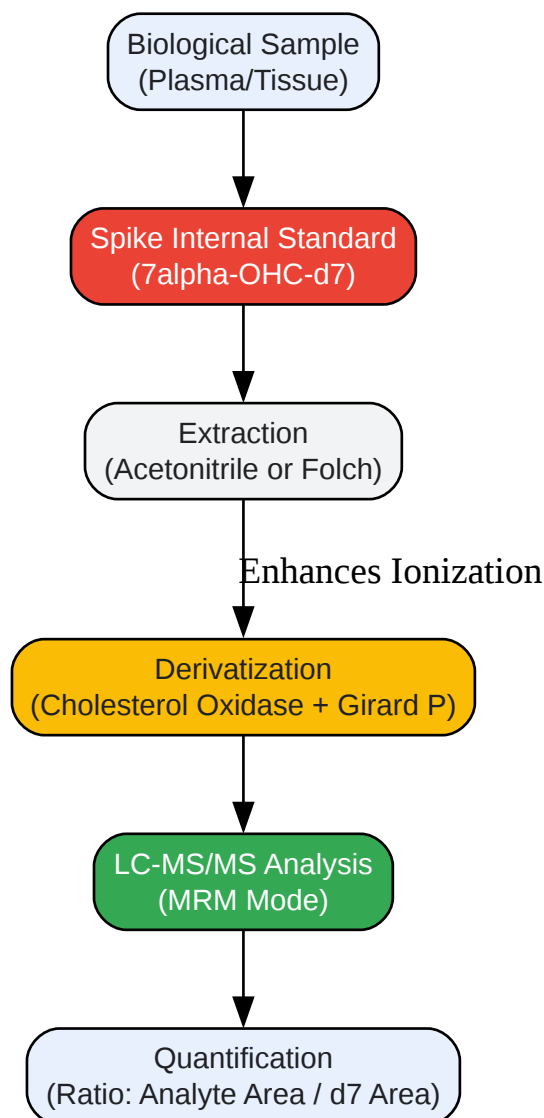 Biological Sample
(Plasma/Tissue)
Spike Internal Standard
(7alpha-OHC-d7)
Extraction
(Acetonitrile or Folch)
Enhances Ionization
Derivatization
(Cholesterol Oxidase + Girard P)
LC-MS/MS Analysis
(MRM Mode)
Quantification
(Ratio: Analyte Area / d7 Area)